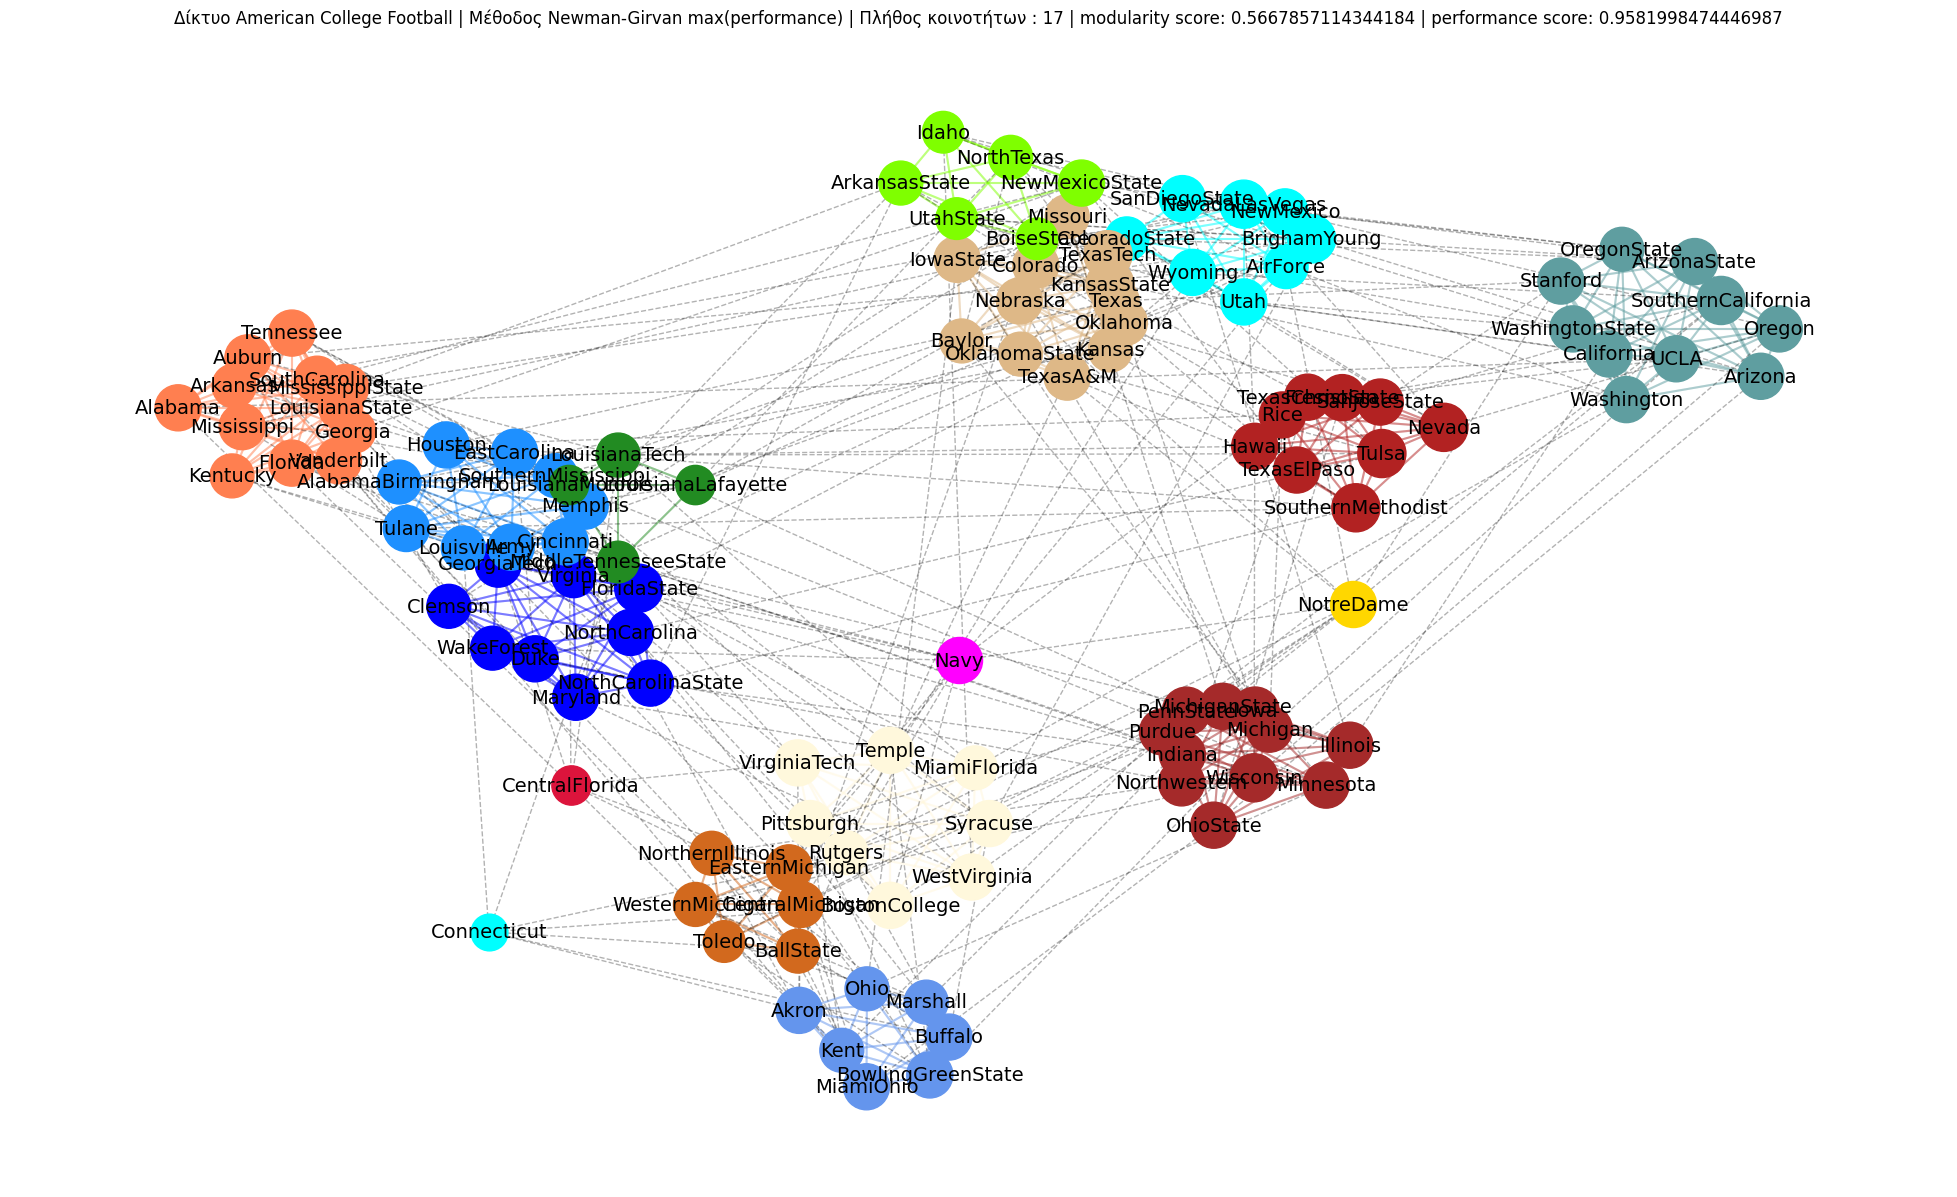 Δίκτυο American College Football | Μέθοδος Newman-Girvan max(performance) | Πλήθος κοινοτήτων : 17 | modularity score: 0.5667857114344184 | performance score: 0.9581998474446987
Idaho
NorthTexas
ArkansasState
NewMexicoState
UtahState
BoiseState
Missouri
SanDiegoState
NevadaLasVegas
NewMexico
ColoradoState
BrighamYoung
Wyoming
AirForce
Utah
IowaState
Colorado
TexasTech
KansasState
Nebraska
Texas
Oklahoma
Baylor
OklahomaState
Kansas
TexasA&M
OregonState
ArizonaState
Stanford
SouthernCalifornia
WashingtonState
Oregon
California
UCLA
Arizona
Washington
Tennessee
Auburn
SouthCarolina
Arkansas
MississippiState
Alabama
LouisianaState
Mississippi
Georgia
Florida
Vanderbilt
Kentucky
Houston
EastCarolina
LouisianaTech
SouthernMississippi
AlabamaBirmingham
LouisianaMonroe
LouisianaLafayette
Memphis
Tulane
Louisville
Army
Cincinnati
GeorgiaTech
MiddleTennesseeState
Virginia
FloridaState
Clemson
NorthCarolina
WakeForest
Duke
NorthCarolinaState
Maryland
TexasChristian
FresnoState
SanJoseState
Rice
Nevada
Hawaii
Tulsa
TexasElPaso
SouthernMethodist
NotreDame
Navy
MichiganState
PennState
Iowa
Purdue
Michigan
Illinois
Indiana
Northwestern
Wisconsin
Minnesota
OhioState
VirginiaTech
Temple
MiamiFlorida
CentralFlorida
Pittsburgh
Syracuse
Rutgers
WestVirginia
NorthernIllinois
EasternMichigan
WesternMichigan
CentralMichigan
BostonCollege
Connecticut
Toledo
BallState
Ohio
Marshall
Akron
Buffalo
Kent
BowlingGreenState
MiamiOhio